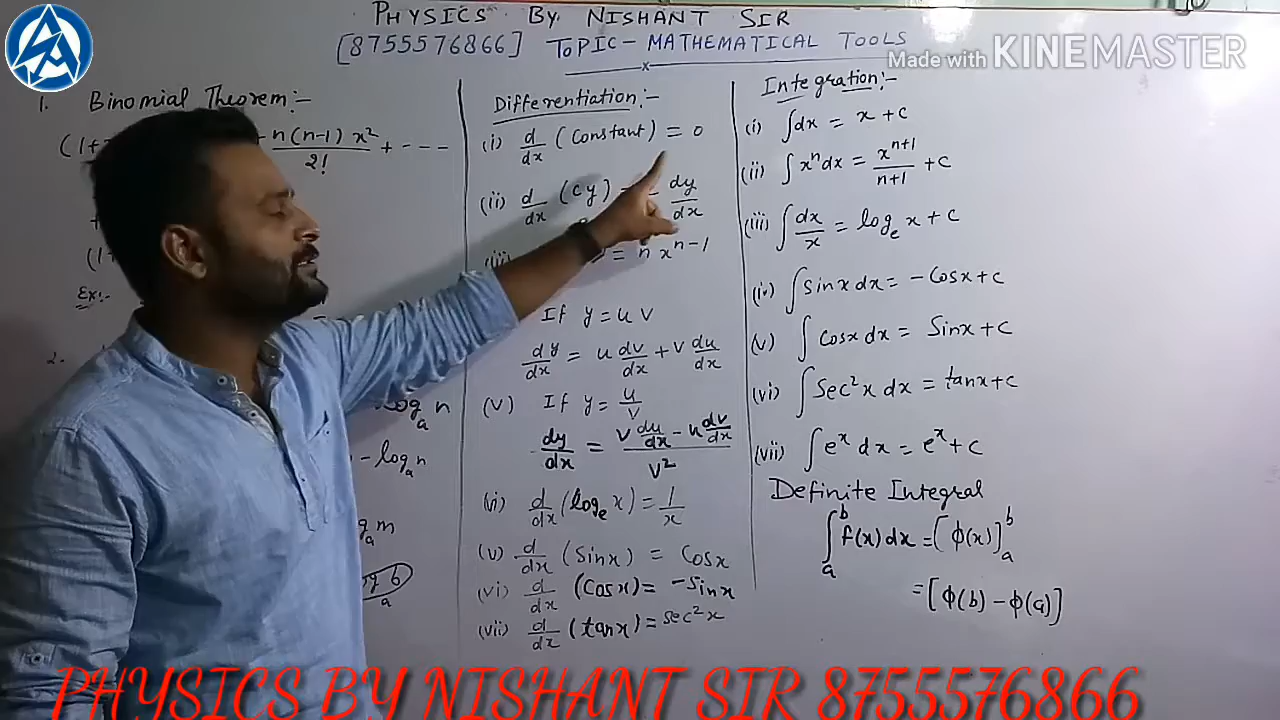 PHYSICS BY NISHANT SIR
[8755576866] TOPIC - MATHEMATICAL TOOLS
Made with KINEMASTER
1. Binomial Theorem:-
(1+ + n(n-1) x²/2! + ---
(1+
Ex:-
2.
log_a n
- log_a n
log_a m
log_a b
Differentiation:-
(i) d/dx (Constant) = 0
(ii) d/dx (cy) = dy/dx
= n x^(n-1)
If y = u v
dy/dx = u dv/dx + v du/dx
(v) If y = u/v
dy/dx = (v du/dx - u dv/dx)/v²
(vi) d/dx (log_e x) = 1/x
(v) d/dx (Sinx) = Cosx
(vi) d/dx (Cosx) = -Sinx
(vii) d/dx (tanx) = sec²x
Integration:-
(i) ∫dx = x + c
(ii) ∫x^n dx = x^(n+1)/(n+1) + c
(iii) ∫dx/x = log_e x + c
(iv) ∫Sinx dx = - Cosx + c
(v) ∫Cosx dx = Sinx + c
(vi) ∫Sec²x dx = tanx + c
(vii) ∫e^x dx = e^x + c
Definite Integral
∫_a^b f(x) dx = [ϕ(x)]_a^b
= [ϕ(b) - ϕ(a)]
PHYSICS BY NISHANT SIR 8755576866